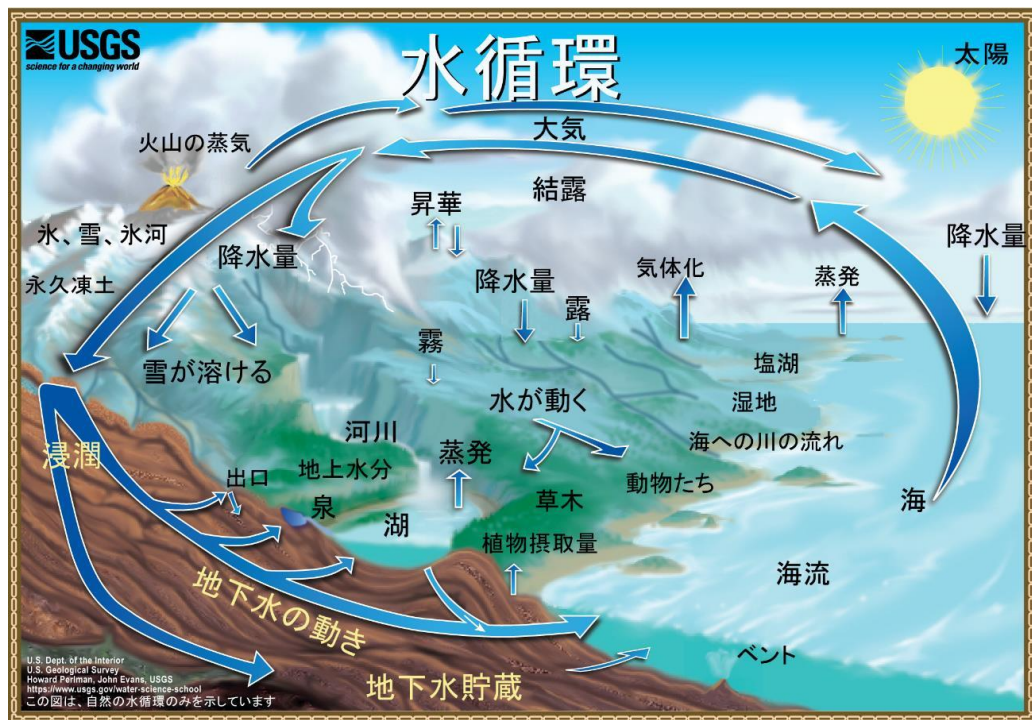 USGS
science for a changing world
水循環
太陽
大気
火山の蒸気
結露
昇華
氷、雪、氷河
降水量
降水量
永久凍土
降水量
気体化
蒸発
露
霧
雪が溶ける
塩湖
水が動く
湿地
河川
海への川の流れ
浸潤
蒸発
地上水分
出口
動物たち
泉
草木
海
湖
植物摂取量
海流
地下水の動き
ベント
地下水貯蔵
U.S. Dept. of the Interior
U.S. Geological Survey
Howard Perlman, John Evans, USGS
https://www.usgs.gov/water-science-school
この図は、自然の水循環のみを示しています